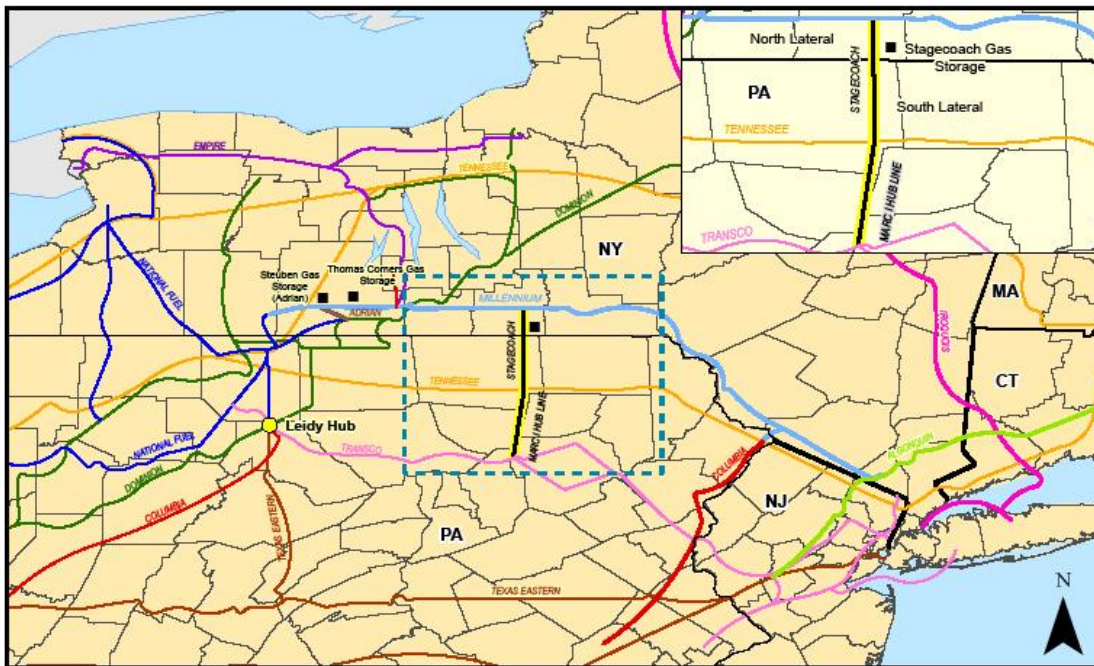 North Lateral
STAGECOACH
Stagecoach Gas
Storage
PA
South Lateral
TENNESSEE
MARC I HUB LINE
TRANSCO
EMPIRE
TENNESSEE
DOMINION
NY
Steuben Gas
Storage
(Adrian)
Thomas Corners Gas
Storage
NATIONAL FUEL
MILLENNIUM
ADRIAN
STAGECOACH
MA
IROQUOIS
CT
TENNESSEE
MARC I HUB LINE
Leidy Hub
TRANSCO
NATIONAL FUEL
DOMINION
COLUMBIA
ALGONQUIN
COLUMBIA
NJ
TEXAS EASTERN
PA
TEXAS EASTERN
N